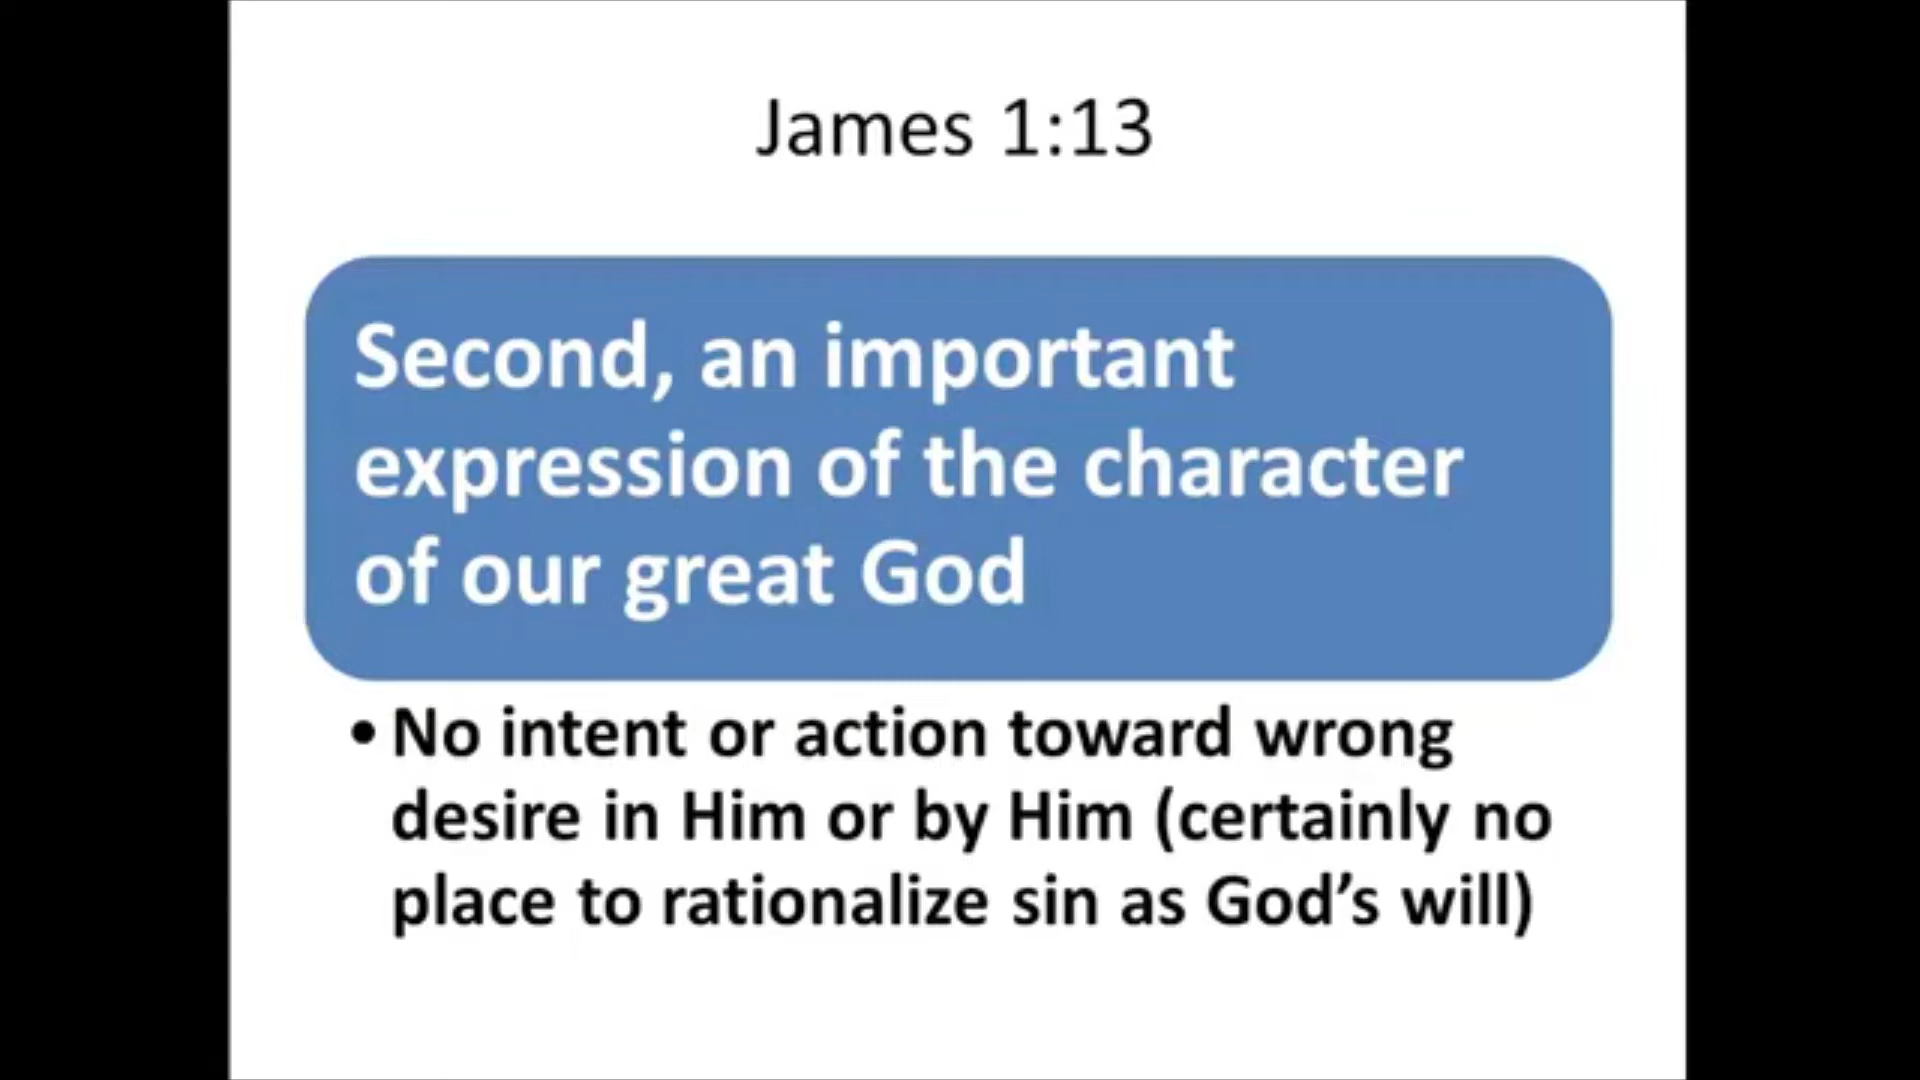 James 1:13
Second, an important
expression of the character
of our great God
• No intent or action toward wrong
desire in Him or by Him (certainly no
place to rationalize sin as God’s will)